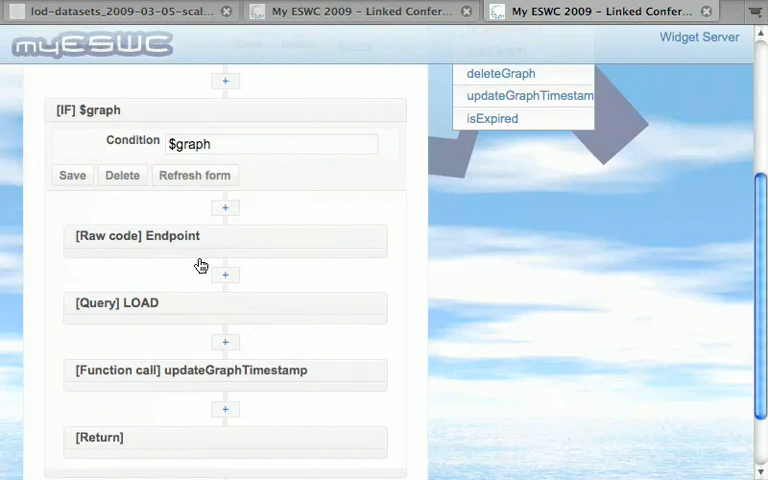 lod-datasets_2009-03-05-scal...
My ESWC 2009 - Linked Confer...
My ESWC 2009 - Linked Confer...
myESWC
Widget Server
deleteGraph
updateGraphTimestam
isExpired
+
[IF] $graph
Condition
$graph
Save
Delete
Refresh form
+
[Raw code] Endpoint
+
[Query] LOAD
+
[Function call] updateGraphTimestamp
+
[Return]